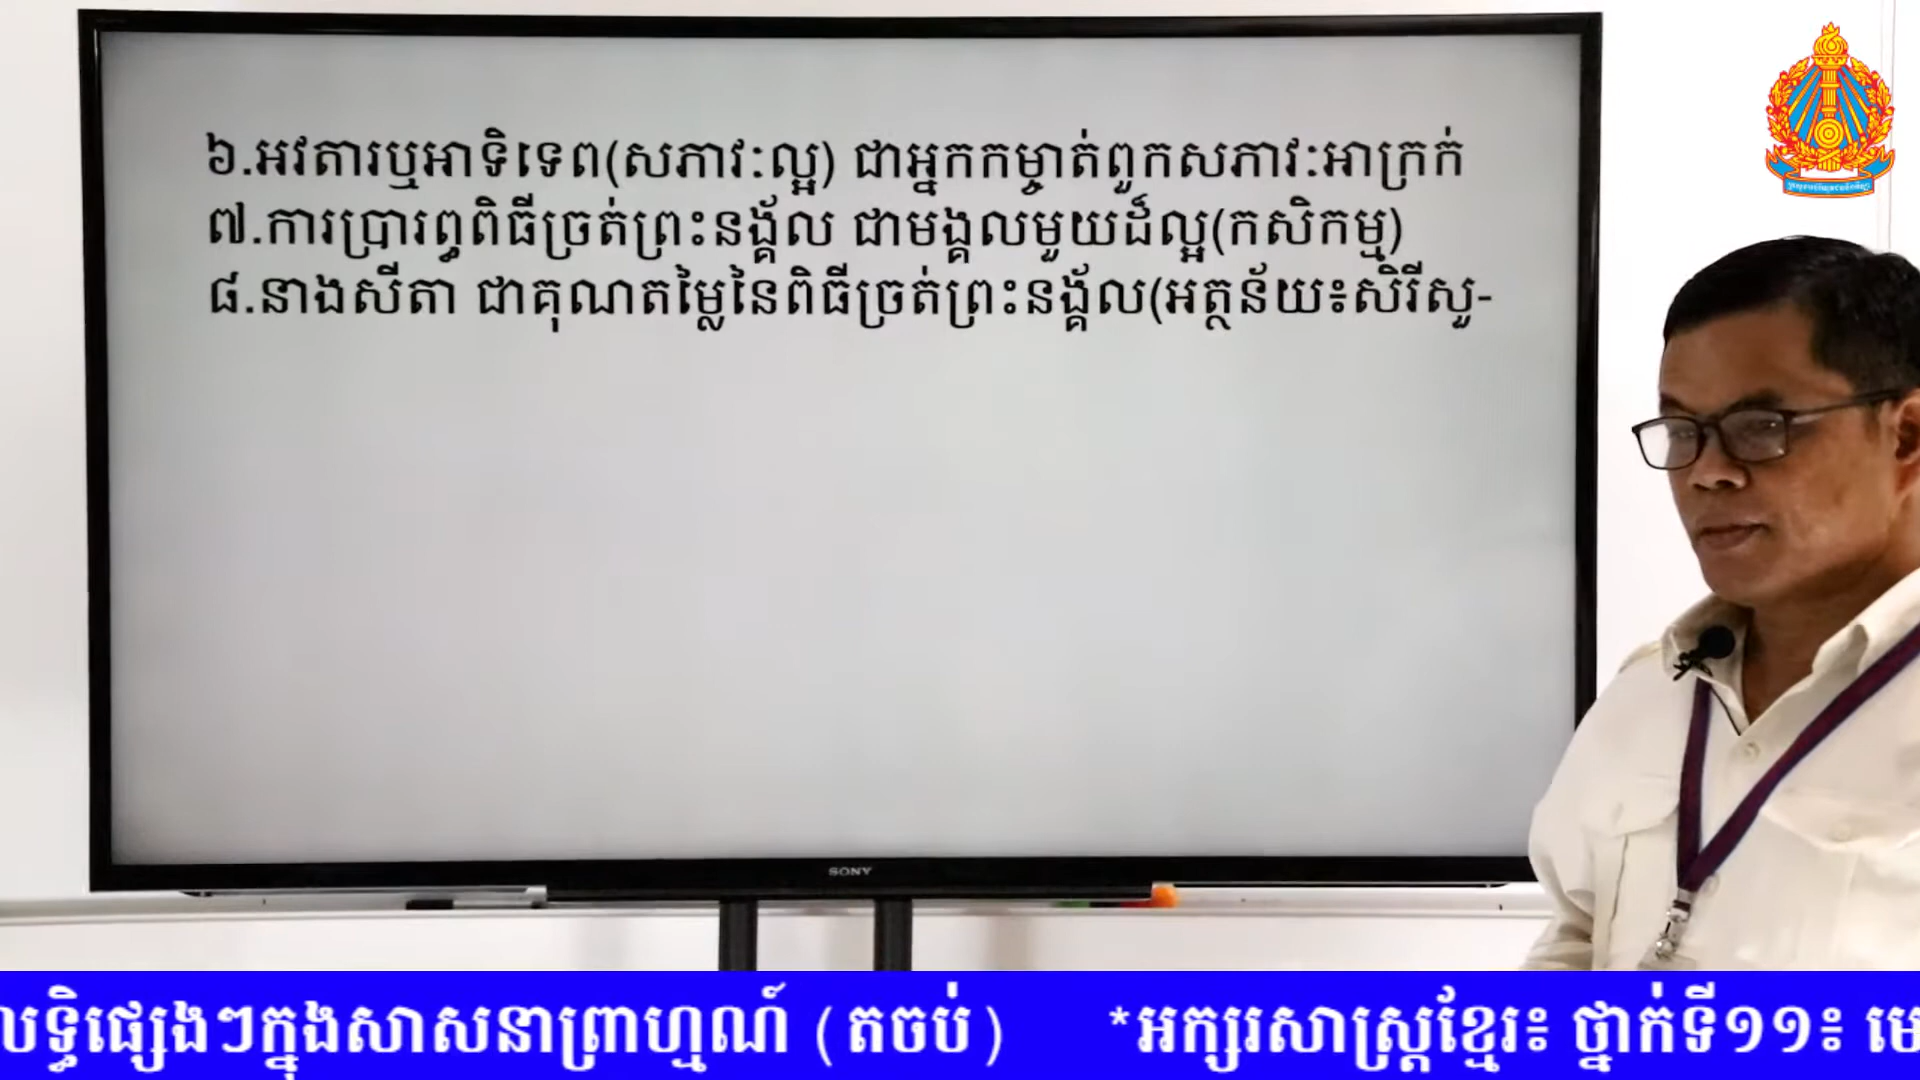 ៦.អវតារឬអាទិទេព(សភាវៈល្អ) ជាអ្នកកម្ចាត់ពួកសភាវៈអាក្រក់
៧.ការប្រារព្ធពិធីច្រត់ព្រះនង្គ័ល ជាមង្គលមួយដ៏ល្អ(កសិកម្ម)
៨.នាងសីតា ជាគុណតម្លៃនៃពិធីច្រត់ព្រះនង្គ័ល(អត្ថន័យ៖សិរីសួ-
SONY
លទ្ធិផ្សេងៗក្នុងសាសនាព្រាហ្មណ៍ (តចប់) *អក្សរសាស្ត្រខ្មែរ៖ ថ្នាក់ទី១១៖ មេ